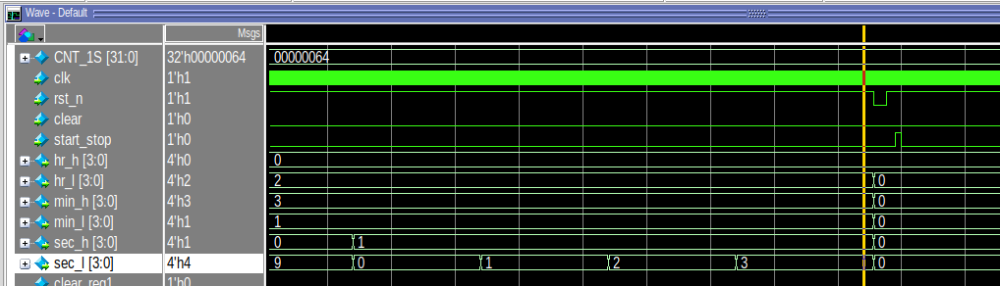 Wave - Default
Msgs
CNT_1S [31:0] 32'h00000064 00000064
clk 1'h1
rst_n 1'h1
clear 1'h0
start_stop 1'h0
hr_h [3:0] 4'h0 0
hr_l [3:0] 4'h2 2 0
min_h [3:0] 4'h3 3 0
min_l [3:0] 4'h1 1 0
sec_h [3:0] 4'h1 0 1 0
sec_l [3:0] 4'h4 9 0 1 2 3 0
clear_reg1 1'h0